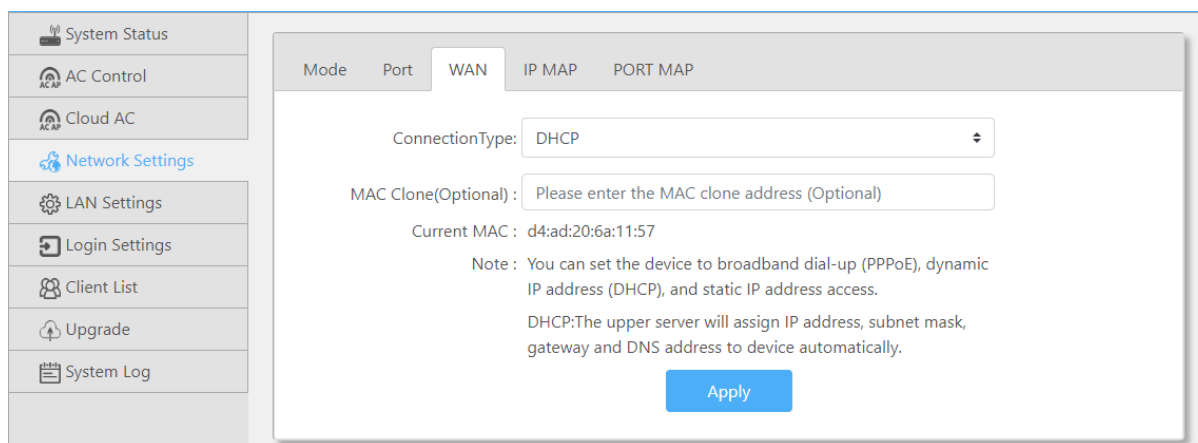 System Status
AC Control
Cloud AC
Network Settings
LAN Settings
Login Settings
Client List
Upgrade
System Log
Mode Port WAN IP MAP PORT MAP
ConnectionType: DHCP
MAC Clone(Optional) : Please enter the MAC clone address (Optional)
Current MAC : d4:ad:20:6a:11:57
Note : You can set the device to broadband dial-up (PPPoE), dynamic
IP address (DHCP), and static IP address access.
DHCP:The upper server will assign IP address, subnet mask,
gateway and DNS address to device automatically.
Apply